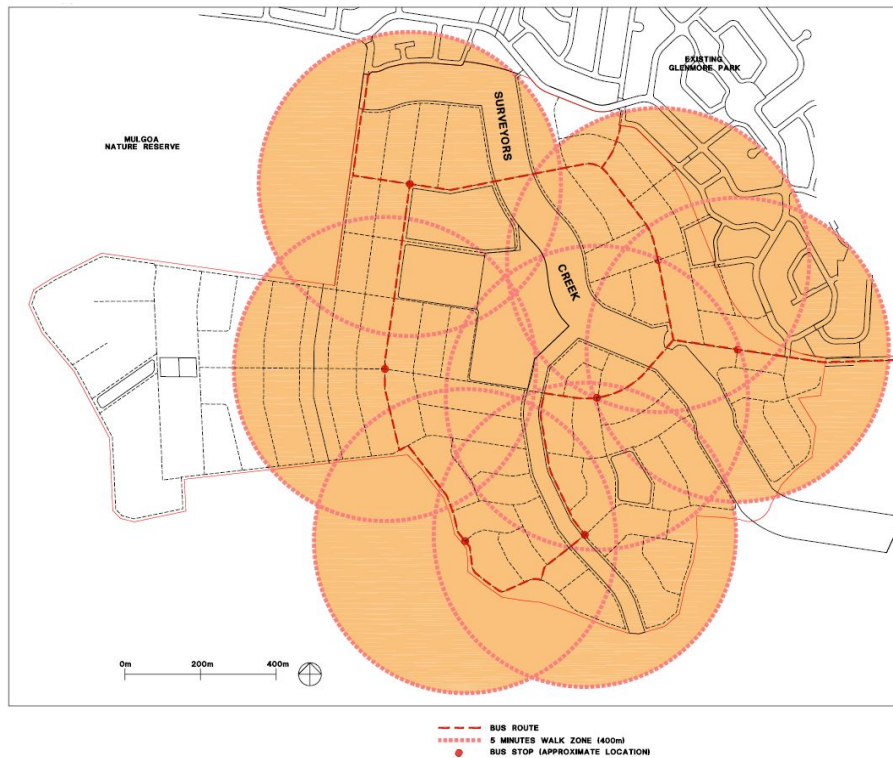 EXISTING
GLENMORE PARK
SURVEYORS
MULGOA
NATURE RESERVE
CREEK
0m 200m 400m
BUS ROUTE
5 MINUTES WALK ZONE (400m)
BUS STOP (APPROXIMATE LOCATION)